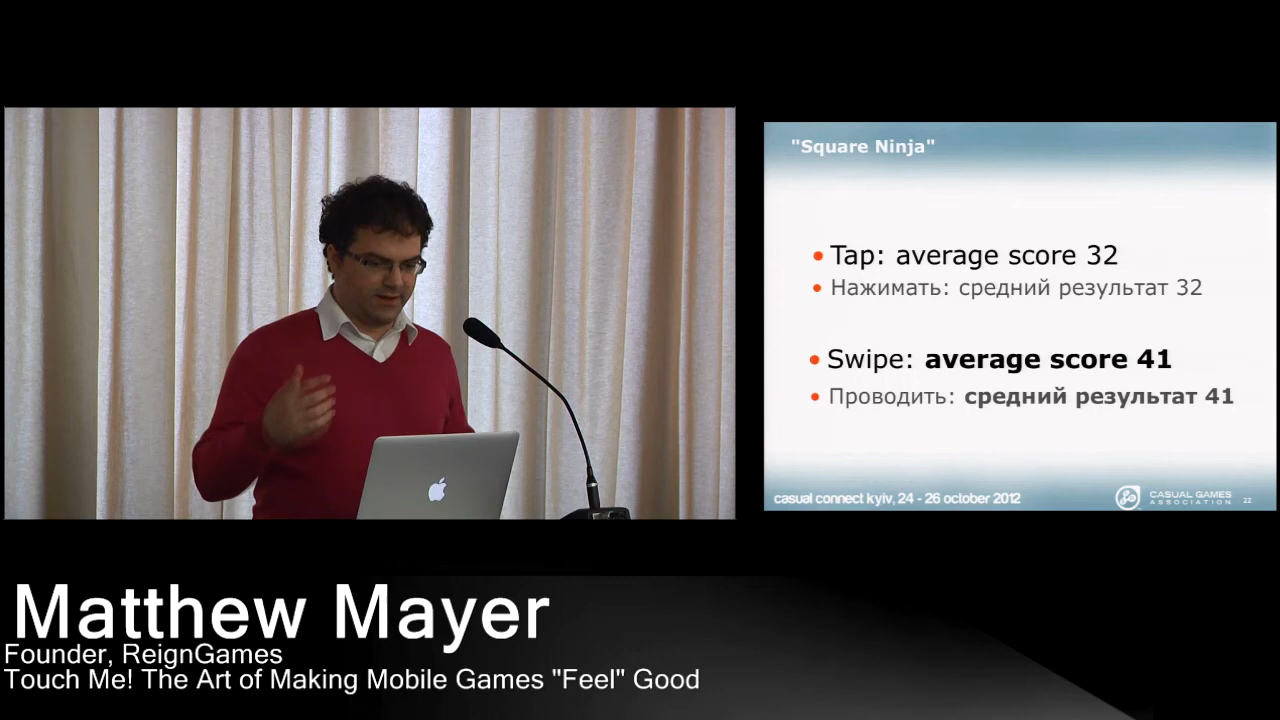 "Square Ninja"
Tap: average score 32
Нажимать: средний результат 32
Swipe: average score 41
Проводить: средний результат 41
casual connect kyiv, 24 - 26 october 2012
CASUAL GAMES
ASSOCIATION
22
Matthew Mayer
Founder, ReignGames
Touch Me! The Art of Making Mobile Games "Feel" Good